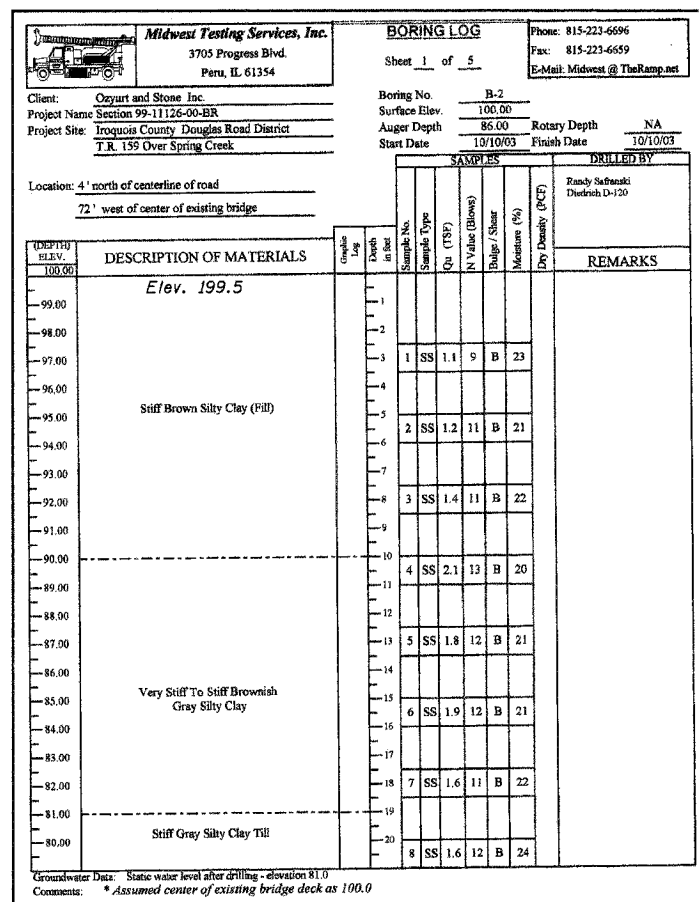 Midwest Testing Services, Inc.
3705 Progress Blvd.
Peru, IL 61354
BORING LOG
Sheet 1 of 5
Phone: 815-223-6696
Fax: 815-223-6659
E-Mail: Midwest @ TheRamp.net
Client: Ozyurt and Stone Inc.
Project Name Section 99-11126-00-BR
Project Site: Iroquois County Douglas Road District
T.R. 159 Over Spring Creek
Boring No. B-2
Surface Elev. 100.00
Auger Depth 86.00 Rotary Depth NA
Start Date 10/10/03 Finish Date 10/10/03
Location: 4' north of centerline of road
72' west of center of existing bridge
SAMPLES
DRILLED BY
Randy Safranski
Diedrich D-120
(DEPTH)
ELEV.
100.00
DESCRIPTION OF MATERIALS
Graphic Log
Depth in feet
Sample No.
Sample Type
Qu (TSF)
N Value (Blows)
Bulge / Shear
Moisture (%)
Dry Density (PCF)
REMARKS
Elev. 199.5
99.00 1
98.00 2
97.00 3 1 SS 1.1 9 B 23
96.00
Stiff Brown Silty Clay (Fill)
95.00 5
2 SS 1.2 11 B 21
94.00 6
93.00 7
92.00 8 3 SS 1.4 11 B 22
91.00 9
90.00 10
4 SS 2.1 13 B 20
89.00 11
88.00 12
87.00 13 5 SS 1.8 12 B 21
86.00 14
Very Stiff To Stiff Brownish
Gray Silty Clay
85.00 15
6 SS 1.9 12 B 21
84.00 16
83.00 17
82.00 18 7 SS 1.6 11 B 22
81.00 19
Stiff Gray Silty Clay Till
80.00 20
8 SS 1.6 12 B 24
Groundwater Data: Static water level after drilling - elevation 81.0
Comments: * Assumed center of existing bridge deck as 100.0